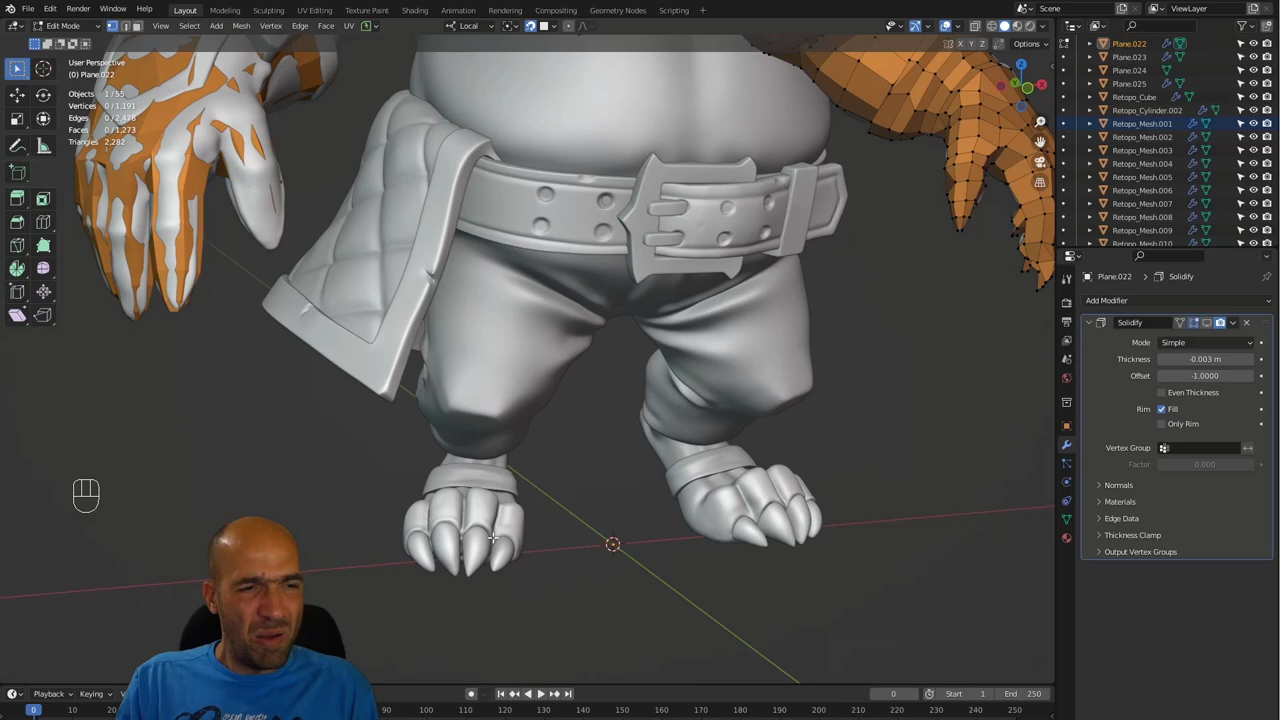 File Edit Render Window Help Layout Modeling Sculpting UV Editing Texture Paint Shading Animation Rendering Compositing Geometry Nodes Scripting + Scene ViewLayer
Edit Mode View Select Add Mesh Vertex Edge Face UV Local
X Y Z Options
User Perspective
(0) Plane.022
Objects 1/55
Vertices 0/1,191
Edges 0/2,478
Faces 0/1,273
Triangles 2,282
Z
Y
X
Plane.022
Plane.023
Plane.024
Plane.025
Retopo_Cube
Retopo_Cylinder.002
Retopo_Mesh.001
Retopo_Mesh.002
Retopo_Mesh.003
Retopo_Mesh.004
Retopo_Mesh.005
Retopo_Mesh.006
Retopo_Mesh.007
Retopo_Mesh.008
Retopo_Mesh.009
Retopo_Mesh.010
Plane.022 > Solidify
Add Modifier
Solidify
Mode Simple
Thickness -0.003 m
Offset -1.0000
Even Thickness
Rim Fill
Only Rim
Vertex Group
Factor 0.000
Normals
Materials
Edge Data
Thickness Clamp
Output Vertex Groups
Playback Keying 0 Start 1 End 250
0 10 20 70 80 90 100 110 120 130 140 150 160 170 180 190 200 210 220 230 240 250